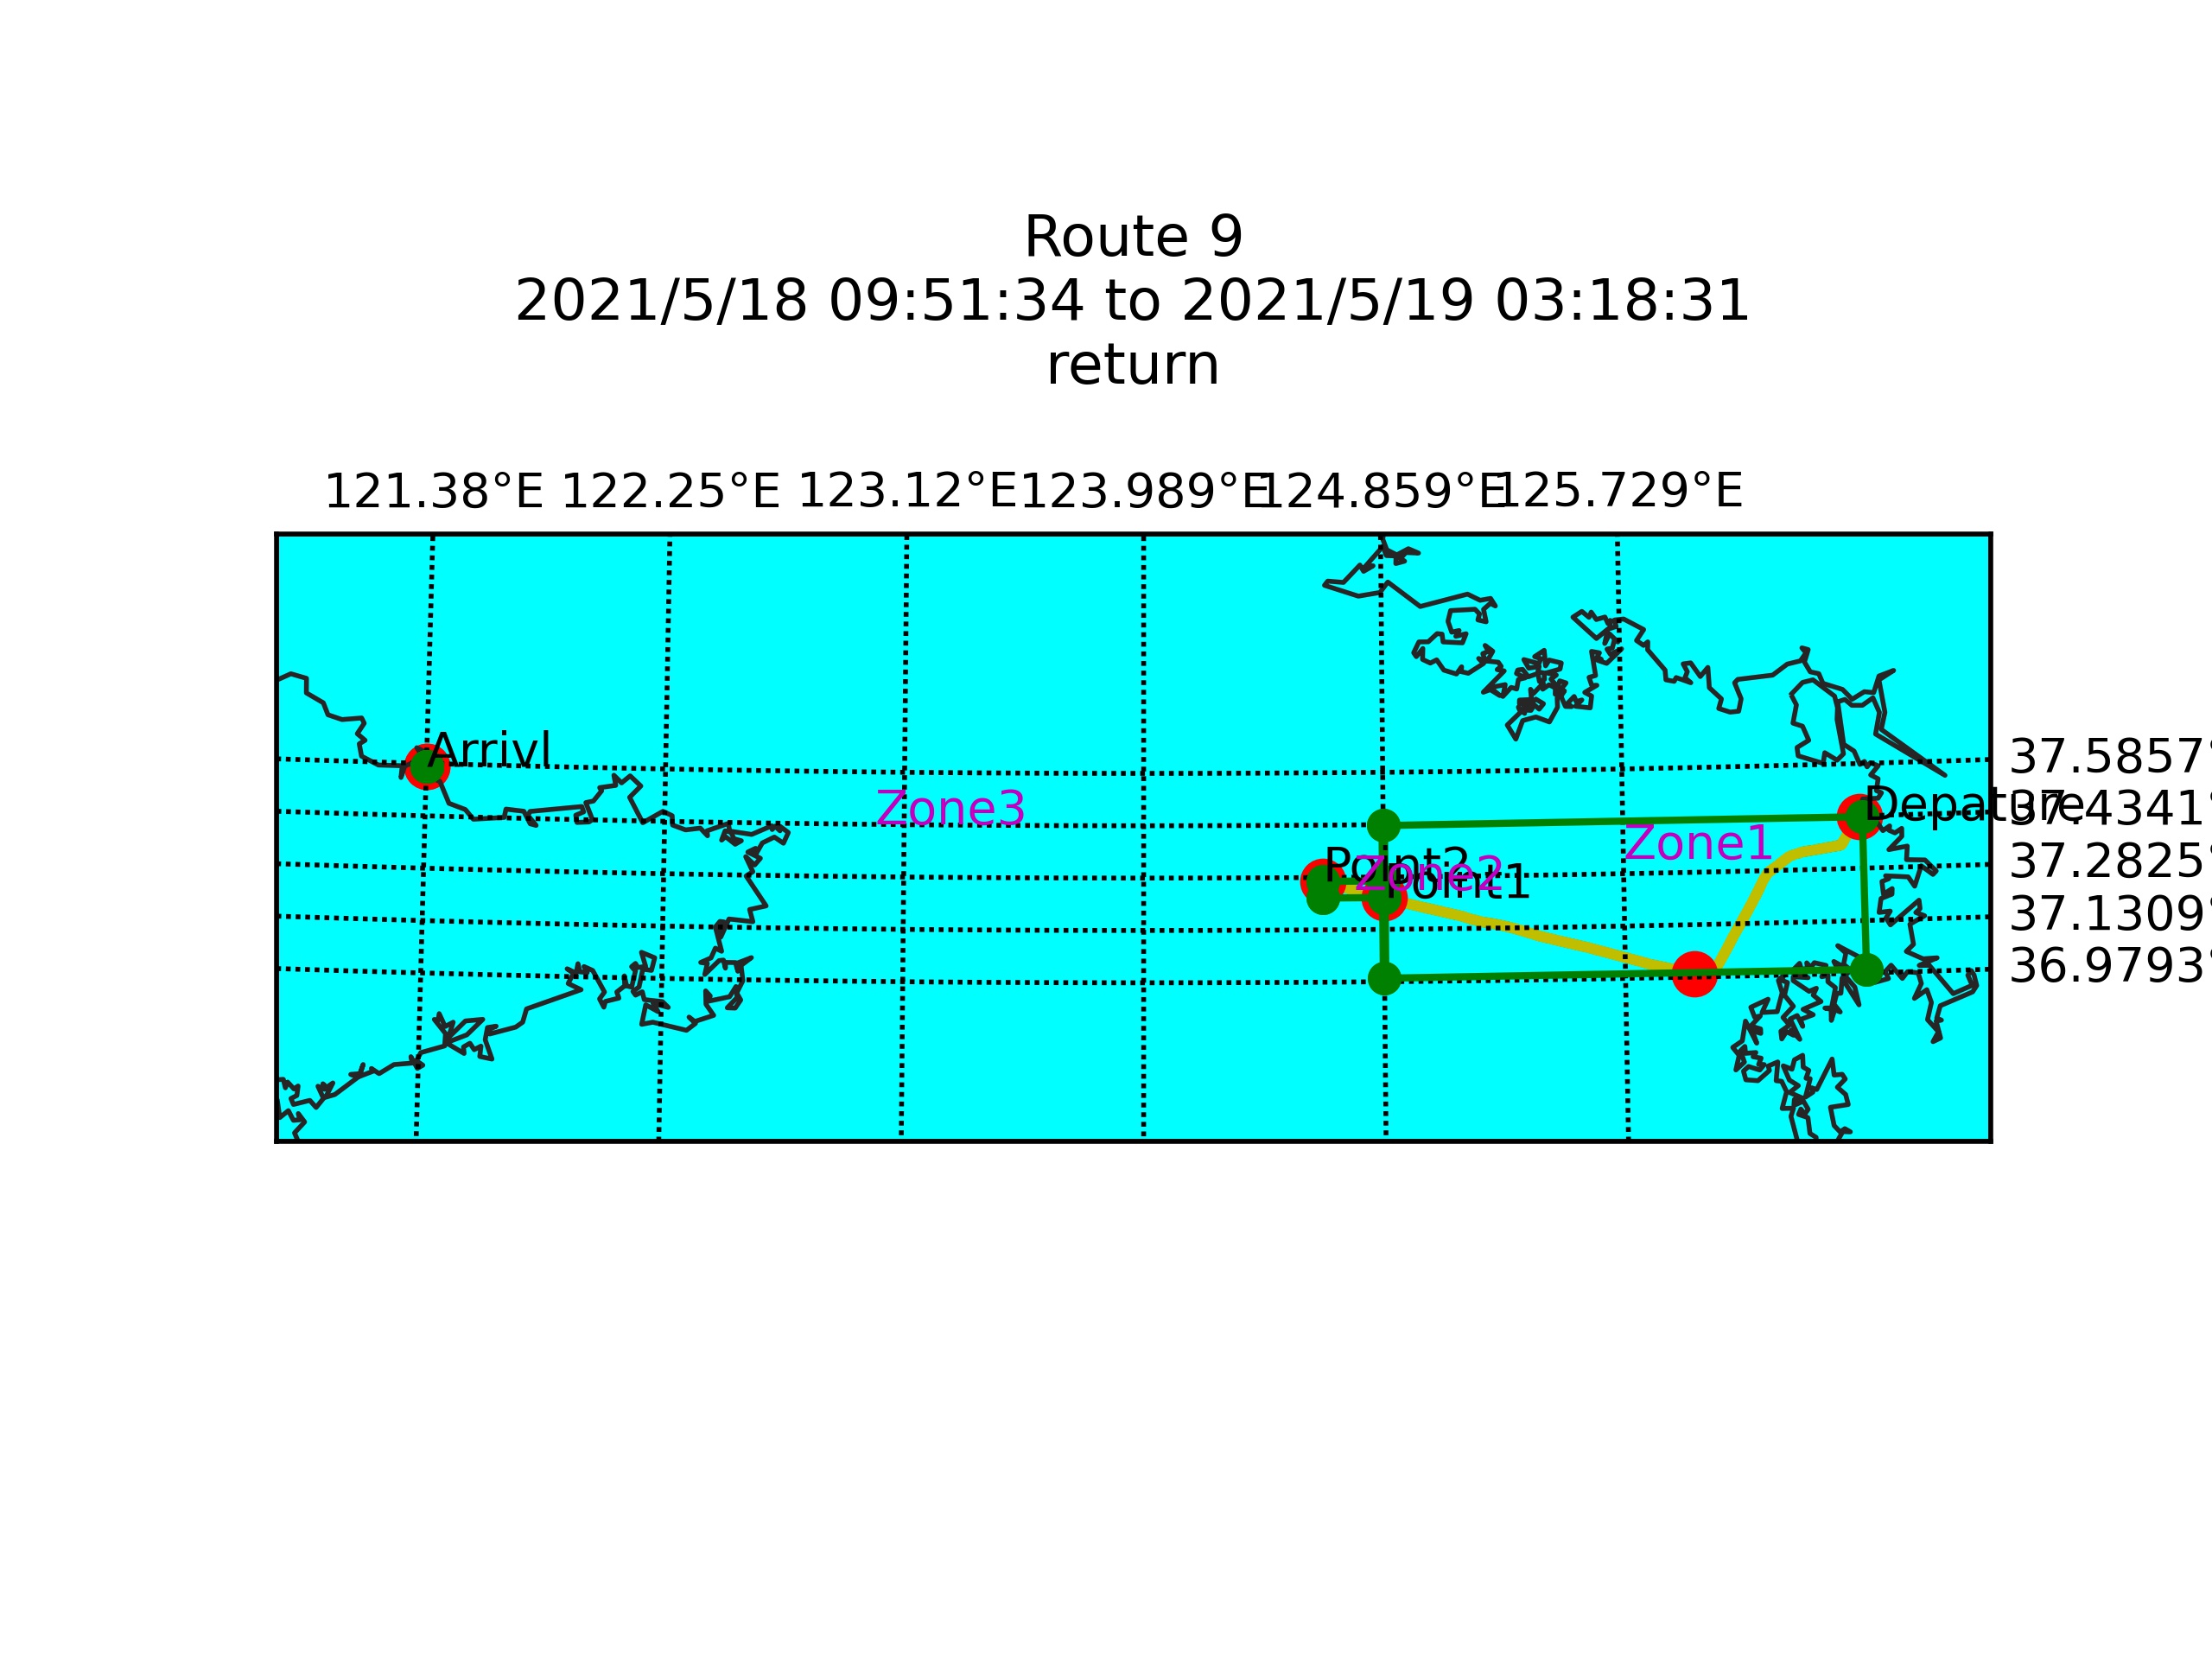 Route 9
2021/5/18 09:51:34 to 2021/5/19 03:18:31
return
121.38°E 122.25°E 123.12°E 123.989°E 124.859°E 125.729°E
Arrivl
37.5857°
Depature
37.4341°
Zone3
Zone1
37.2825°
Point2
Zone2
Point1
37.1309°
36.9793°